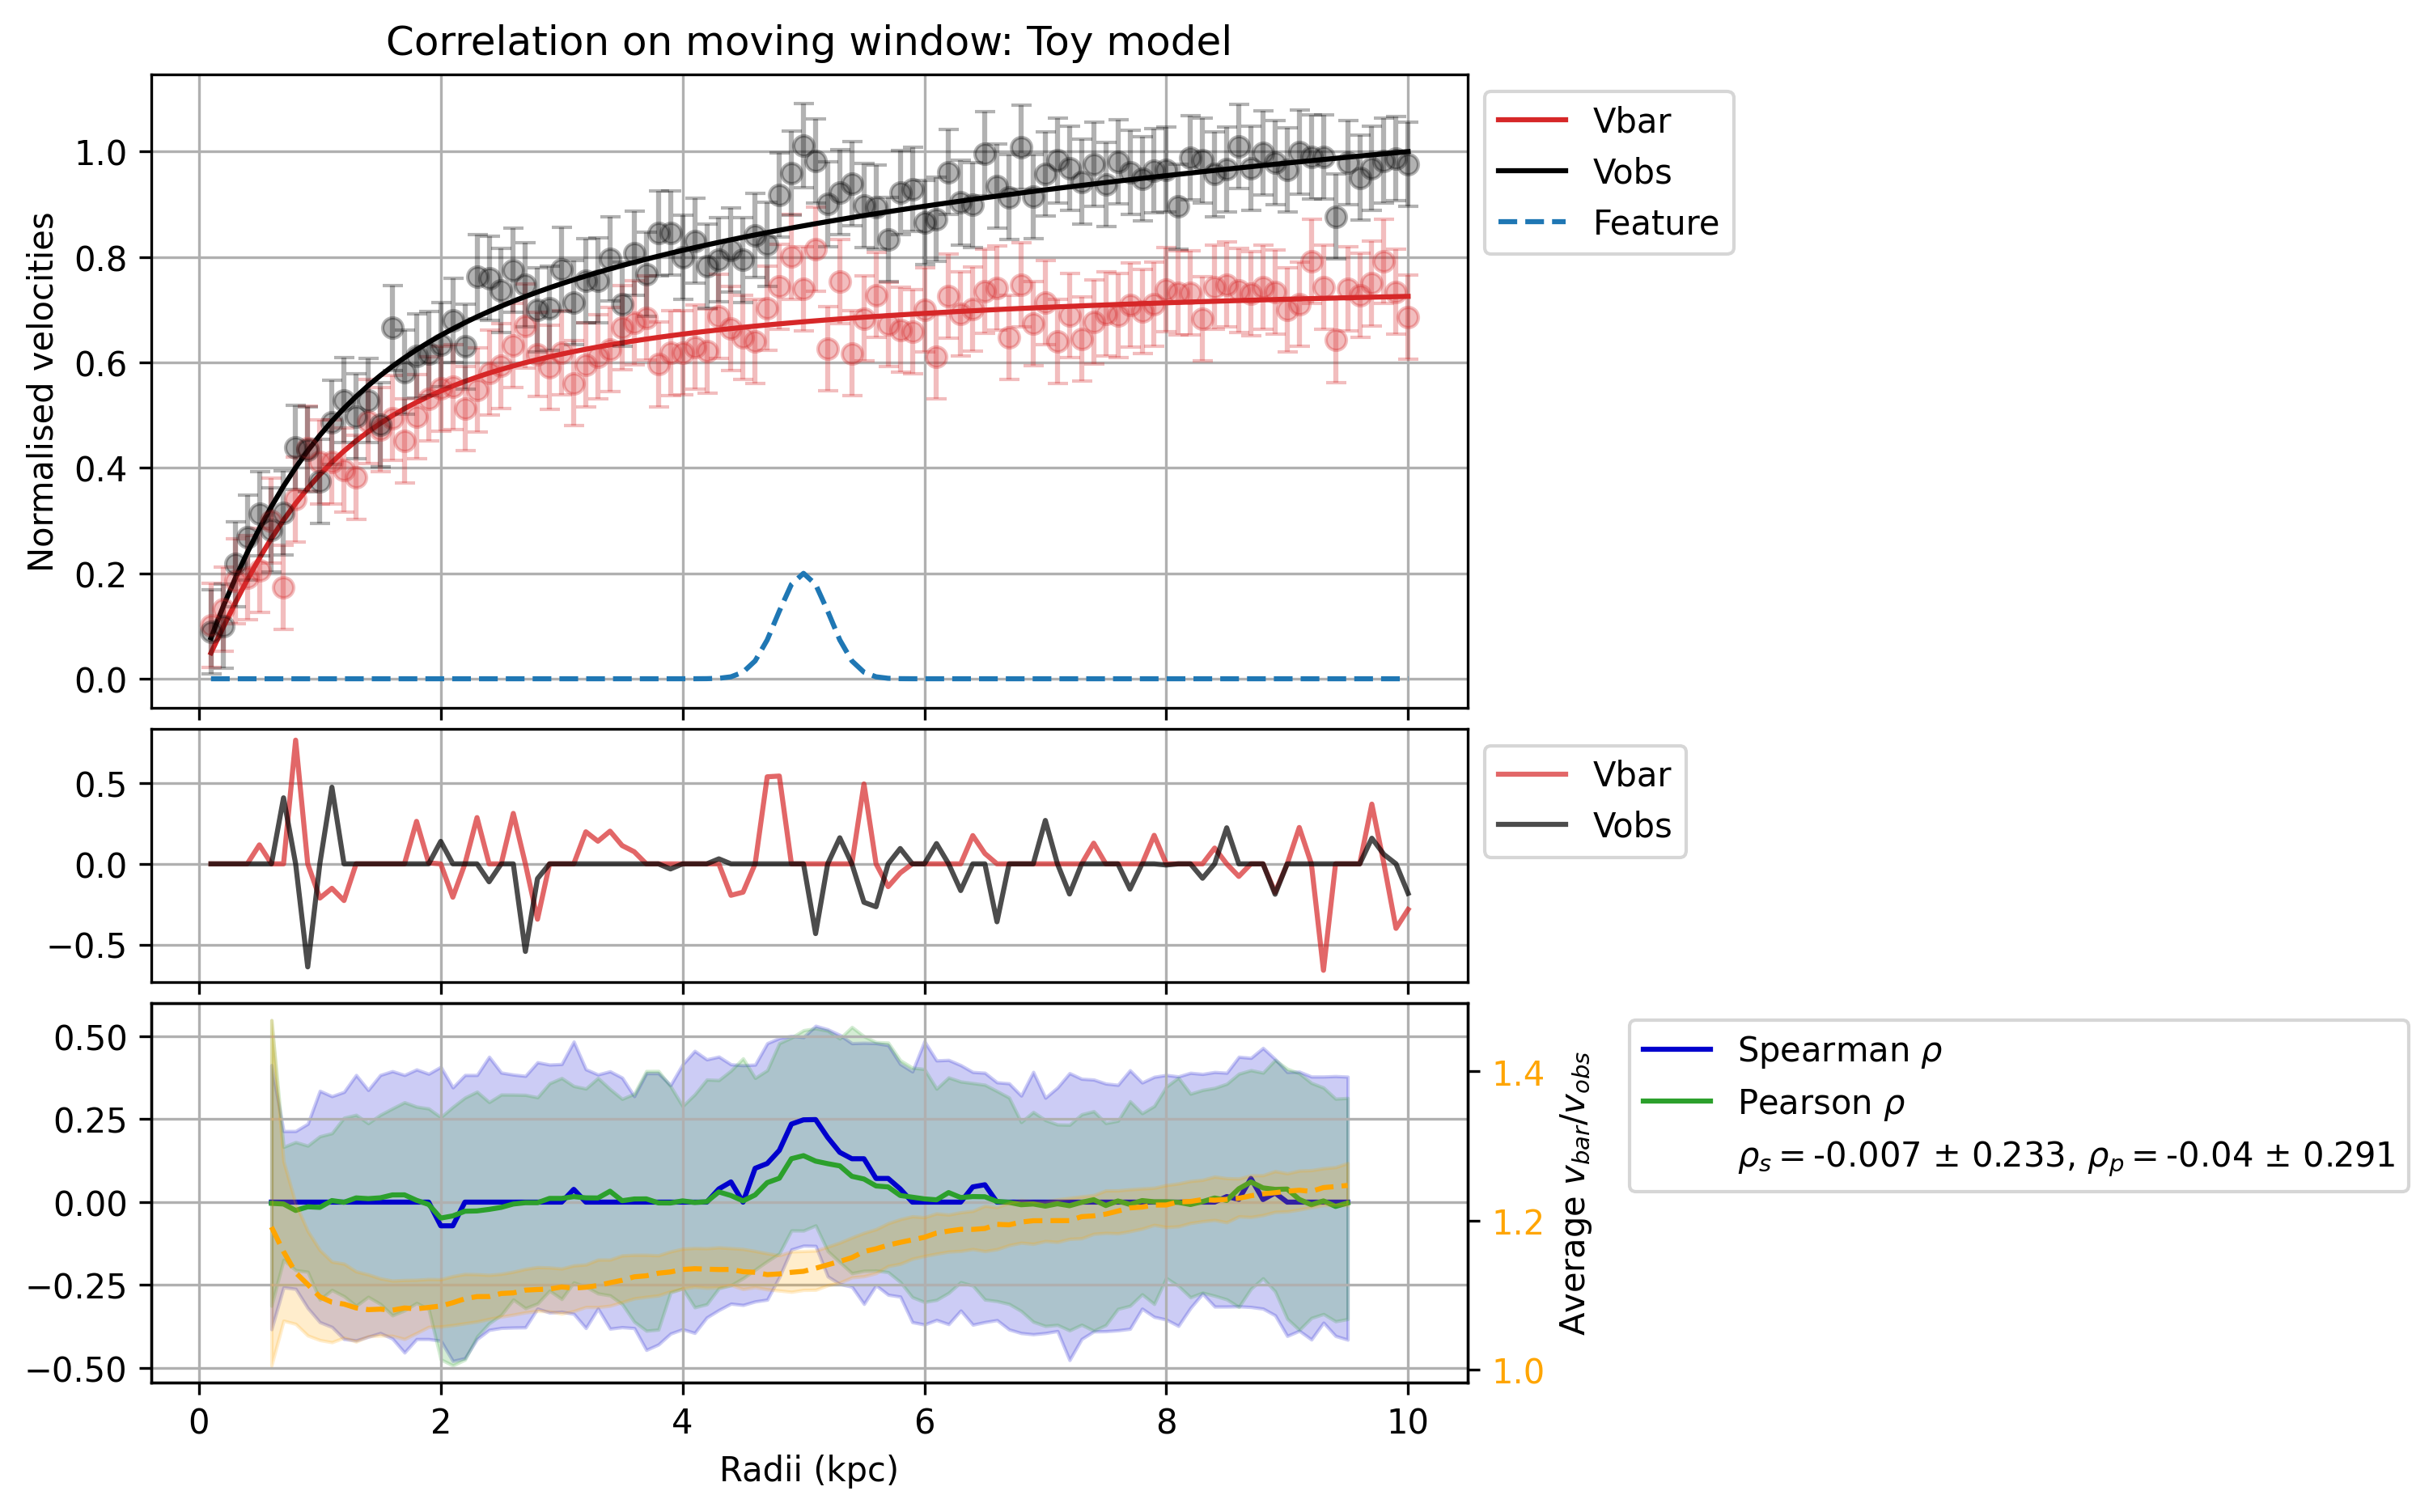 Correlation on moving window: Toy model
Normalised velocities
1.0
0.8
0.6
0.4
0.2
0.0
Vbar
Vobs
Feature
0.5
0.0
−0.5
Vbar
Vobs
0.50
0.25
0.00
−0.25
−0.50
1.4
1.2
1.0
Average v_bar/v_obs
Spearman ρ
Pearson ρ
ρ_s = -0.007 ± 0.233, ρ_p = -0.04 ± 0.291
0 2 4 6 8 10
Radii (kpc)